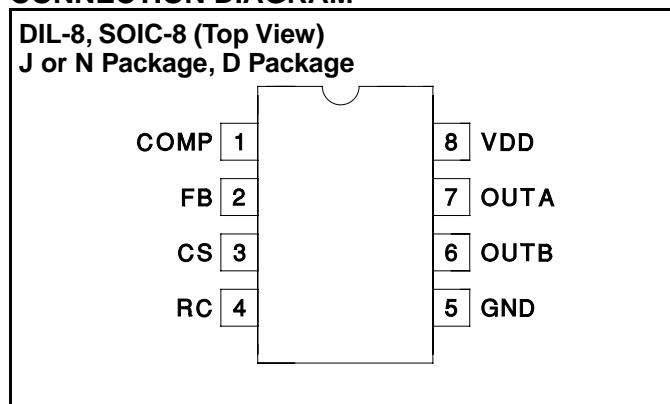 CONNECTION DIAGRAM
DIL-8, SOIC-8 (Top View)
J or N Package, D Package
COMP 1 8 VDD
FB 2 7 OUTA
CS 3 6 OUTB
RC 4 5 GND